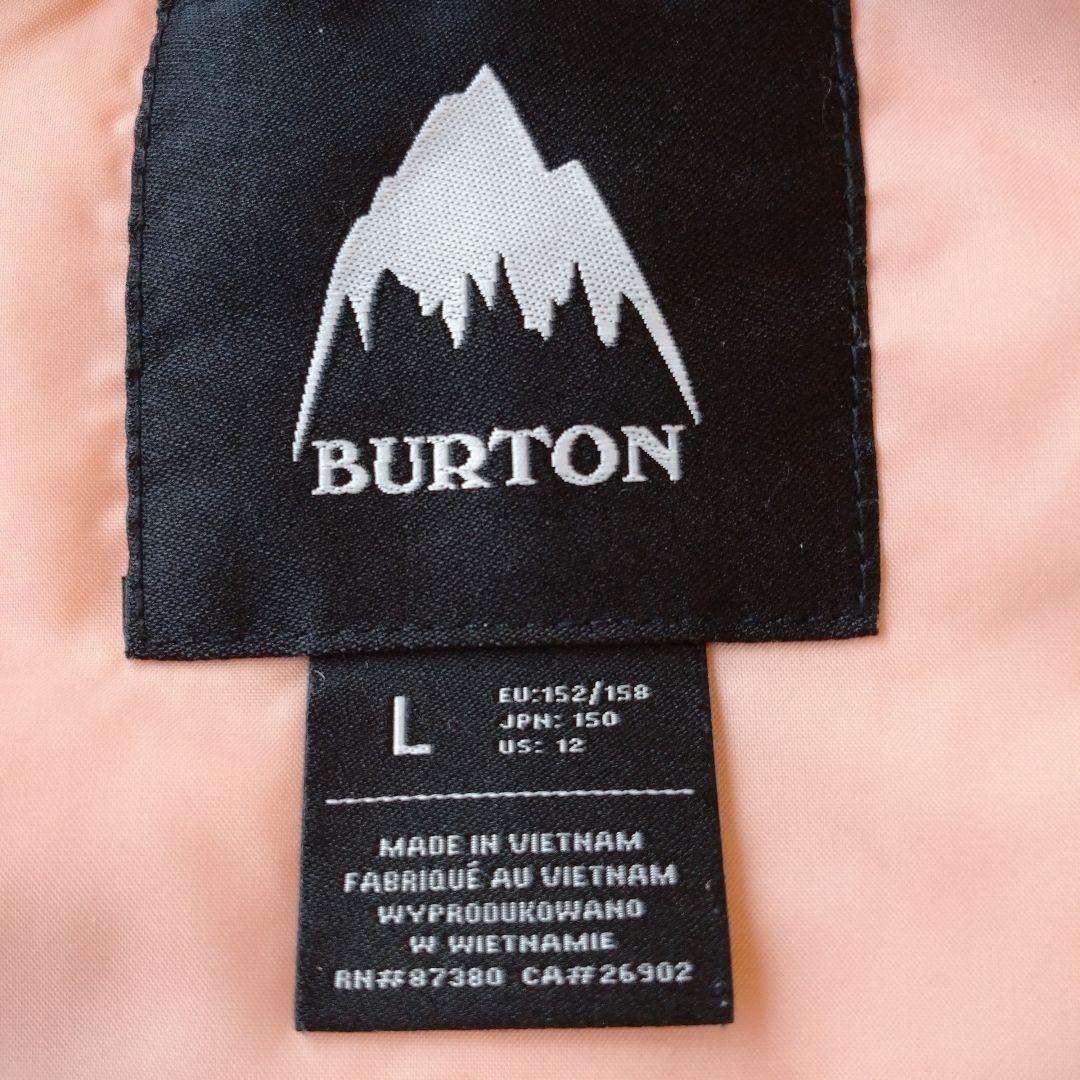 BURTON
L
EU:152/158
JPN: 150
US: 12
MADE IN VIETNAM
FABRIQUÉ AU VIETNAM
WYPRODUKOWANO
W WIETNAMIE
RN#87380 CA#26902